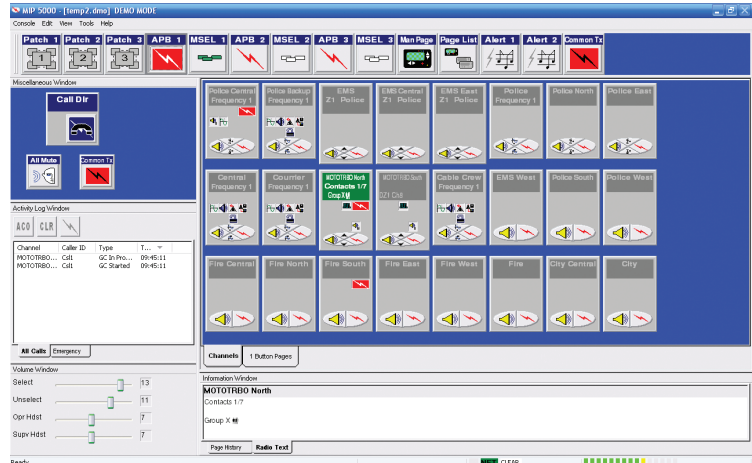 MIP 5000 - [temp2.dmo] DEMO MODE
Console Edit View Tools Help
Patch 1 Patch 2 Patch 3 APB 1 MSEL 1 APB 2 MSEL 2 APB 3 MSEL 3 Man Page Page List Alert 1 Alert 2 Common Tx
1 2 3
Miscellaneous Window
Call Dir
All Mute Common Tx
Activity Log Window
ACO CLR
Channel Caller ID Type T...
MOTOTRBO... Csl1 GC In Pro... 09:45:11
MOTOTRBO... Csl1 GC Started 09:45:11
All Calls Emergency
Volume Window
Select 13
Unselect 11
Opr Hdst 7
Supv Hdst 7
Police Central Police Backup EMS EMS Central EMS East Police Police North Police East
Frequency 1 Frequency 1 Z1 Police Z1 Police Z1 Police Frequency 1
Central Courrier MOTOTRBO North MOTOTRBO South Cable Crew EMS West Police South Police West
Frequency 1 Frequency 1 Contacts 1/7 Frequency 1
Group X
Fire Central Fire North Fire South Fire East Fire West Fire City Central City
Channels 1 Button Pages
Information Window
MOTOTRBO North
Contacts 1/7
Group X
Page History Radio Text
Ready NET CLEAR